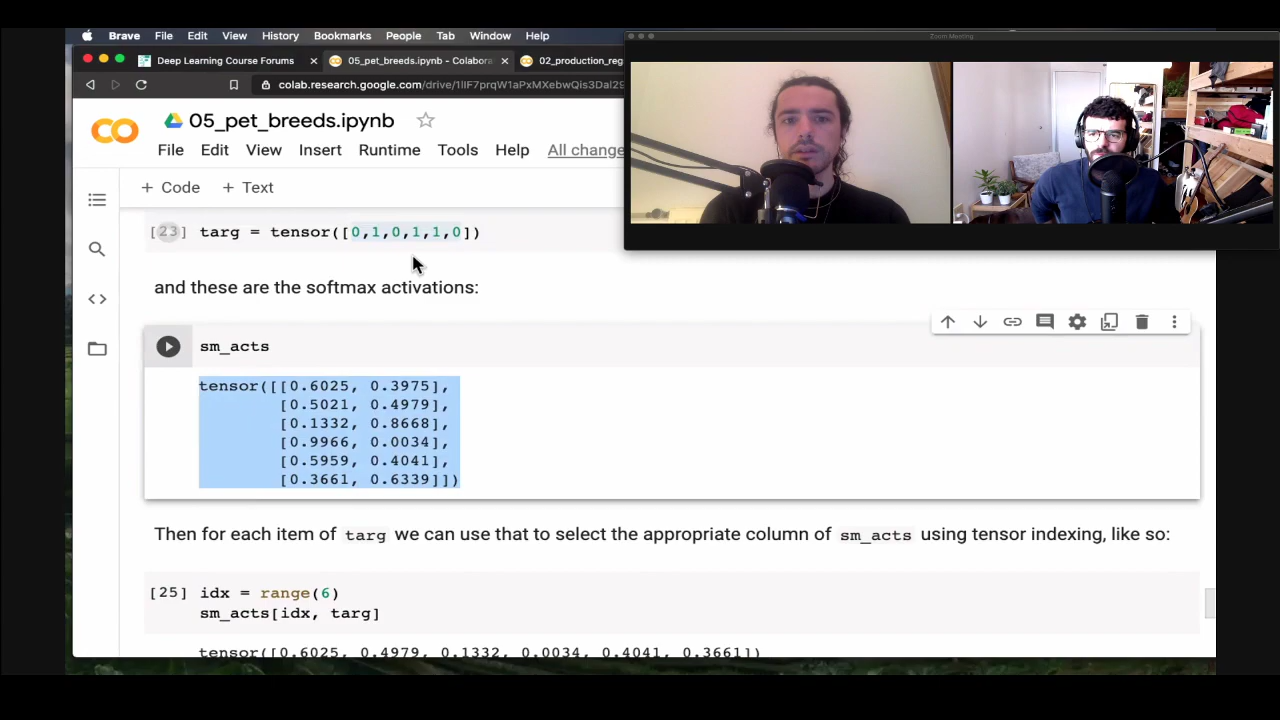 Brave File Edit View History Bookmarks People Tab Window Help
Zoom Meeting
Deep Learning Course Forums
05_pet_breeds.ipynb - Colabora
02_production_reg
colab.research.google.com/drive/1lIF7prqW1aPxMXebwQis3Dal29
05_pet_breeds.ipynb
File Edit View Insert Runtime Tools Help All change
+ Code + Text
[23] targ = tensor([0,1,0,1,1,0])
and these are the softmax activations:
sm_acts
tensor([[0.6025, 0.3975],
[0.5021, 0.4979],
[0.1332, 0.8668],
[0.9966, 0.0034],
[0.5959, 0.4041],
[0.3661, 0.6339]])
Then for each item of targ we can use that to select the appropriate column of sm_acts using tensor indexing, like so:
[25] idx = range(6)
sm_acts[idx, targ]
tensor([0.6025, 0.4979, 0.1332, 0.0034, 0.4041, 0.3661])